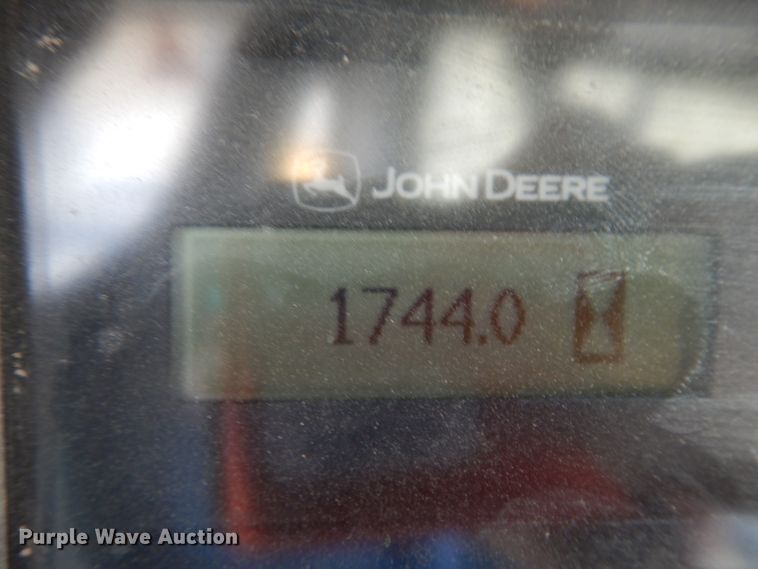 JOHN DEERE
1744.0
Purple Wave Auction